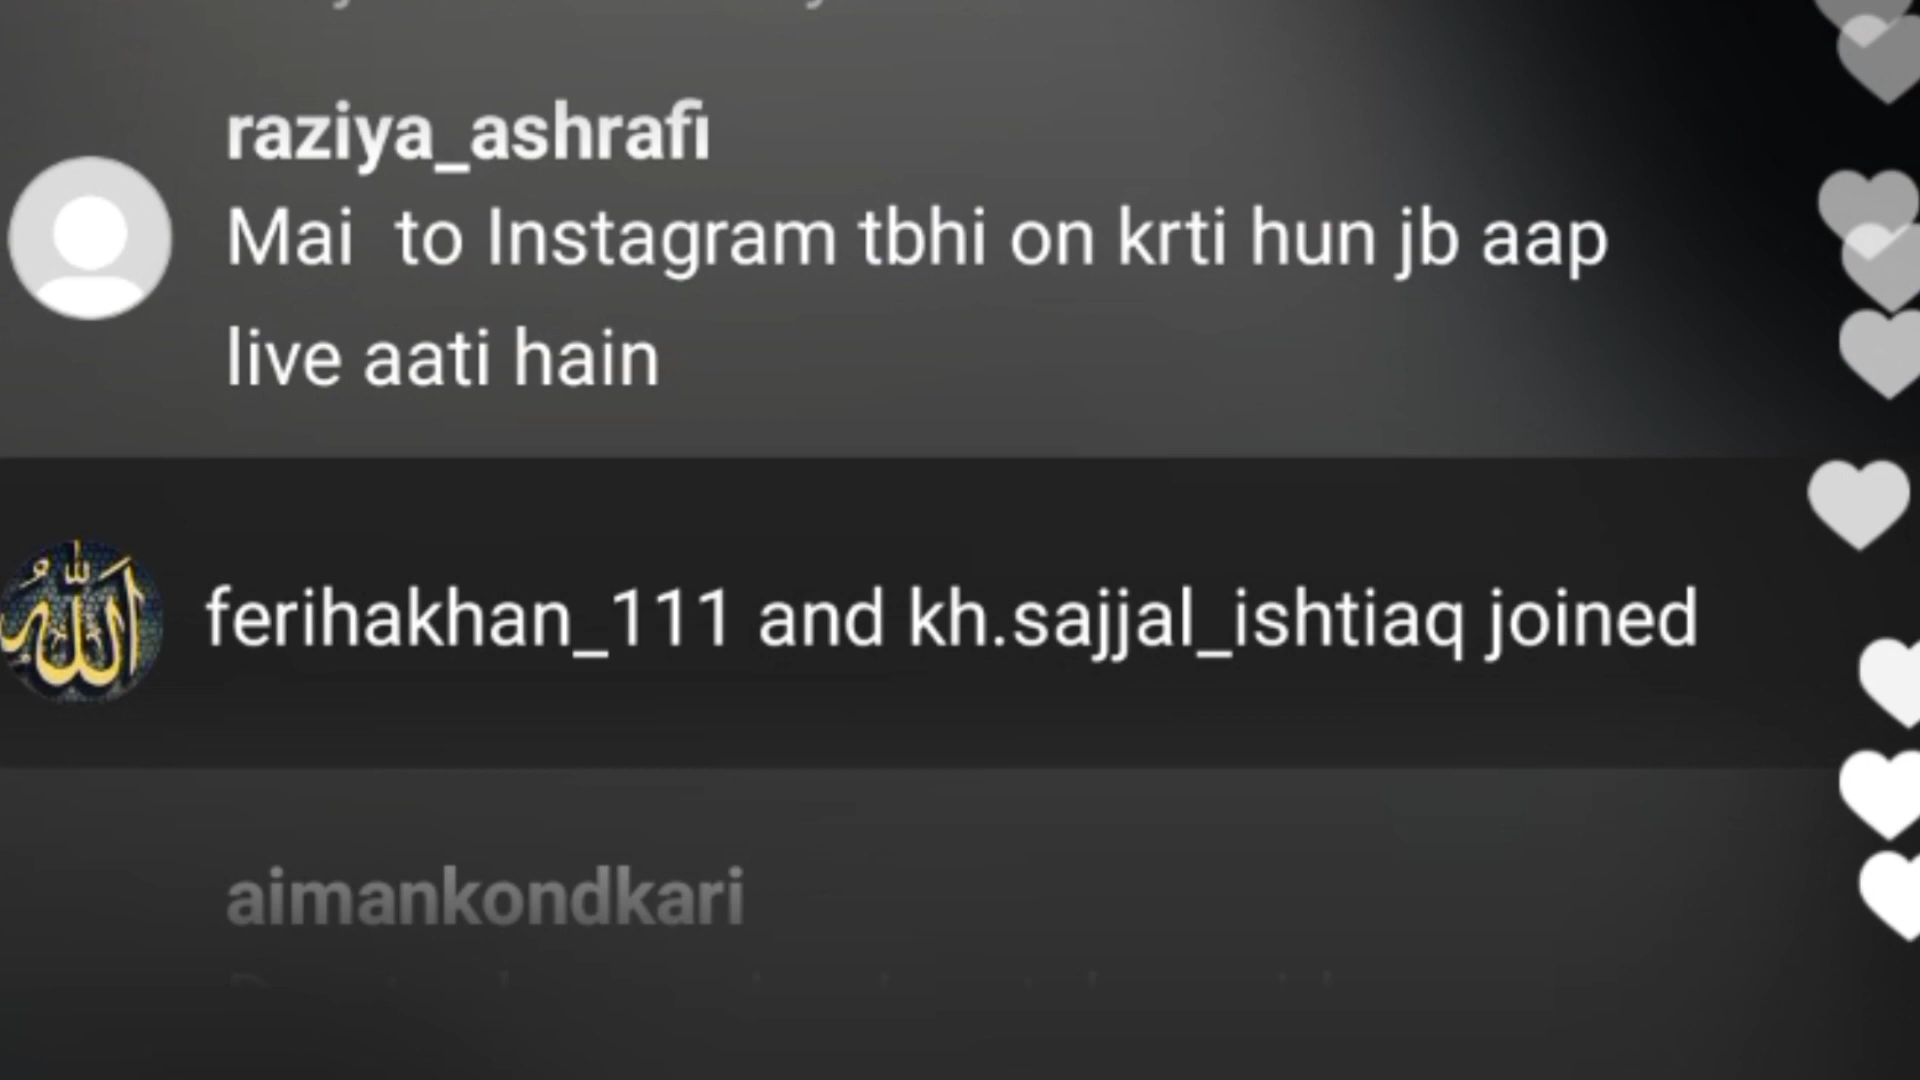 raziya_ashrafi
Mai  to Instagram tbhi on krti hun jb aap
live aati hain
الله
ferihakhan_111 and kh.sajjal_ishtiaq joined
aimankondkari